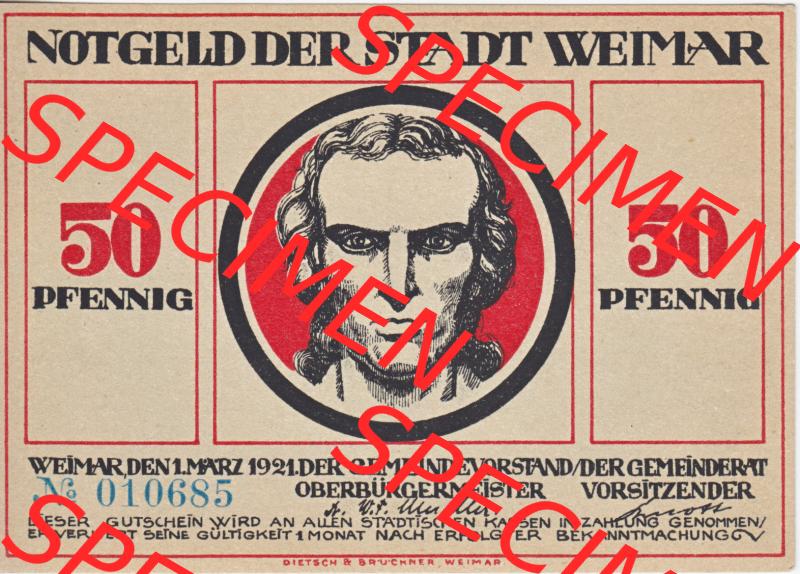 NOTGELD DER STADT WEIMAR
50
PFENNIG
50
PFENNIG
WEIMAR, DEN 1. MÄRZ 1921. DER GEMEINDEVORSTAND/DER GEMEINDERAT
№ 010685
OBERBÜRGERMEISTER VORSITZENDER
DIESER GUTSCHEIN WIRD AN ALLEN STÄDTISCHEN KASSEN IN ZAHLUNG GENOMMEN/
ER VERLIERT SEINE GÜLTIGKEIT 1 MONAT NACH ERFOLGTER BEKANNTMACHUNG
DIETSCH & BRÜCKNER, WEIMAR.
SPECIMEN
SPECIMEN
SPECIMEN
SPECIMEN